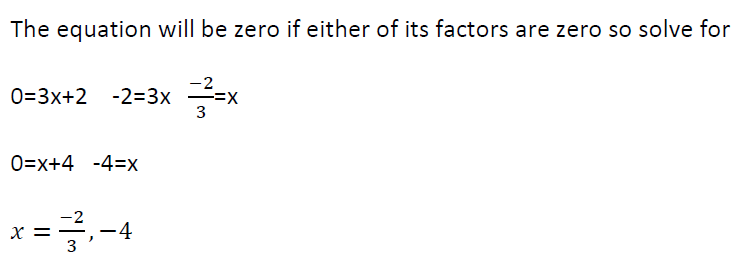 The equation will be zero if either of its factors are zero so solve for
0=3x+2 -2=3x −2/3=x
0=x+4 -4=x
x = −2/3, −4